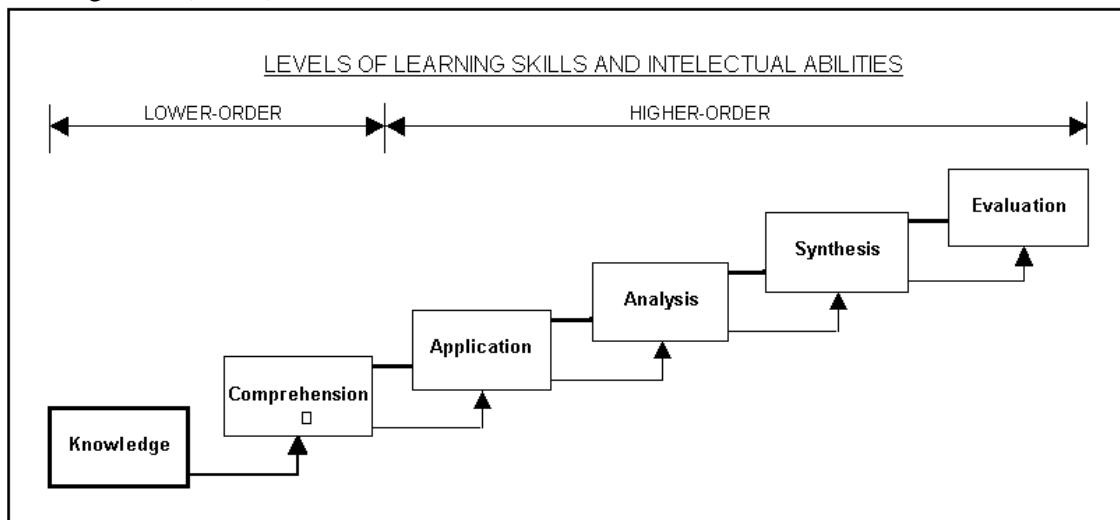 LEVELS OF LEARNING SKILLS AND INTELECTUAL ABILITIES
LOWER-ORDER
HIGHER-ORDER
Evaluation
Synthesis
Analysis
Application
Comprehension
Knowledge